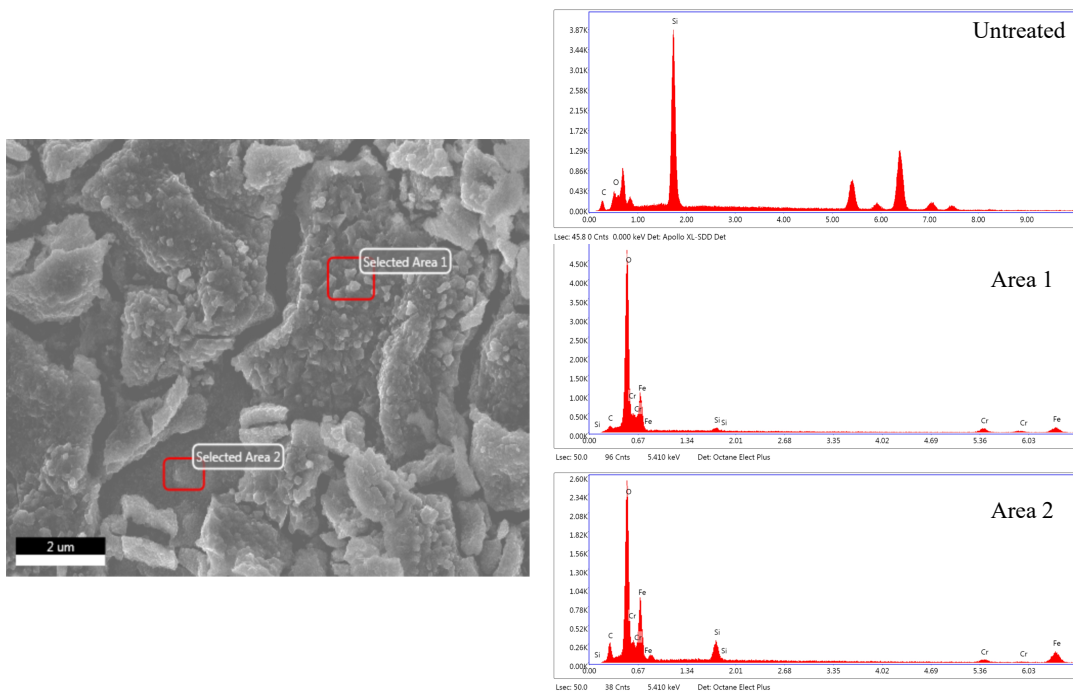 Selected Area 1
Selected Area 2
2 um
Untreated
3.87K
3.44K
3.01K
2.58K
2.15K
1.72K
1.29K
0.86K
0.43K
0.00K
Si
O
C
0.00 1.00 2.00 3.00 4.00 5.00 6.00 7.00 8.00 9.00
Lsec: 45.8 0 Cnts 0.000 keV Det: Apollo XL-SDD Det
Area 1
4.50K
4.00K
3.50K
3.00K
2.50K
2.00K
1.50K
1.00K
0.50K
0.00K
O
Fe
Cr
Cr
C
Fe
Si
Si
Si
Cr
Cr
Fe
0.00 0.67 1.34 2.01 2.68 3.35 4.02 4.69 5.36 6.03
Lsec: 50.0 96 Cnts 5.410 keV Det: Octane Elect Plus
Area 2
2.60K
2.34K
2.08K
1.82K
1.56K
1.30K
1.04K
0.78K
0.52K
0.26K
0.00K
O
Fe
Cr
Cr
C
Fe
Si
Si
Si
Cr
Cr
Fe
0.00 0.67 1.34 2.01 2.68 3.35 4.02 4.69 5.36 6.03
Lsec: 50.0 38 Cnts 5.410 keV Det: Octane Elect Plus